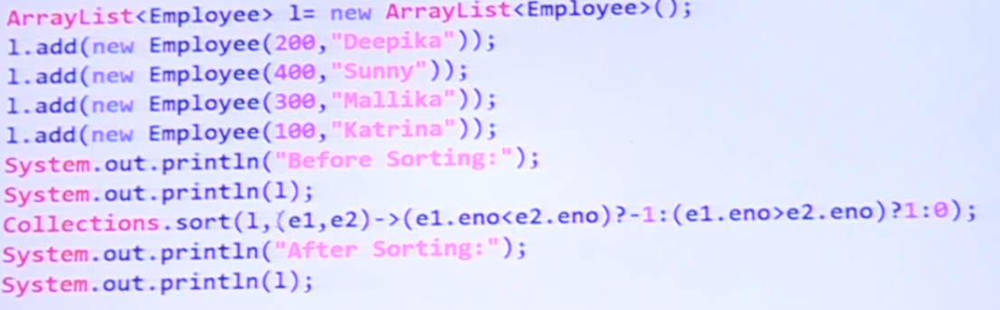 ArrayList<Employee> l= new ArrayList<Employee>();
l.add(new Employee(200,"Deepika"));
l.add(new Employee(400,"Sunny"));
l.add(new Employee(300,"Mallika"));
l.add(new Employee(100,"Katrina"));
System.out.println("Before Sorting:");
System.out.println(l);
Collections.sort(l,(e1,e2)->(e1.eno<e2.eno)?-1:(e1.eno>e2.eno)?1:0);
System.out.println("After Sorting:");
System.out.println(l);